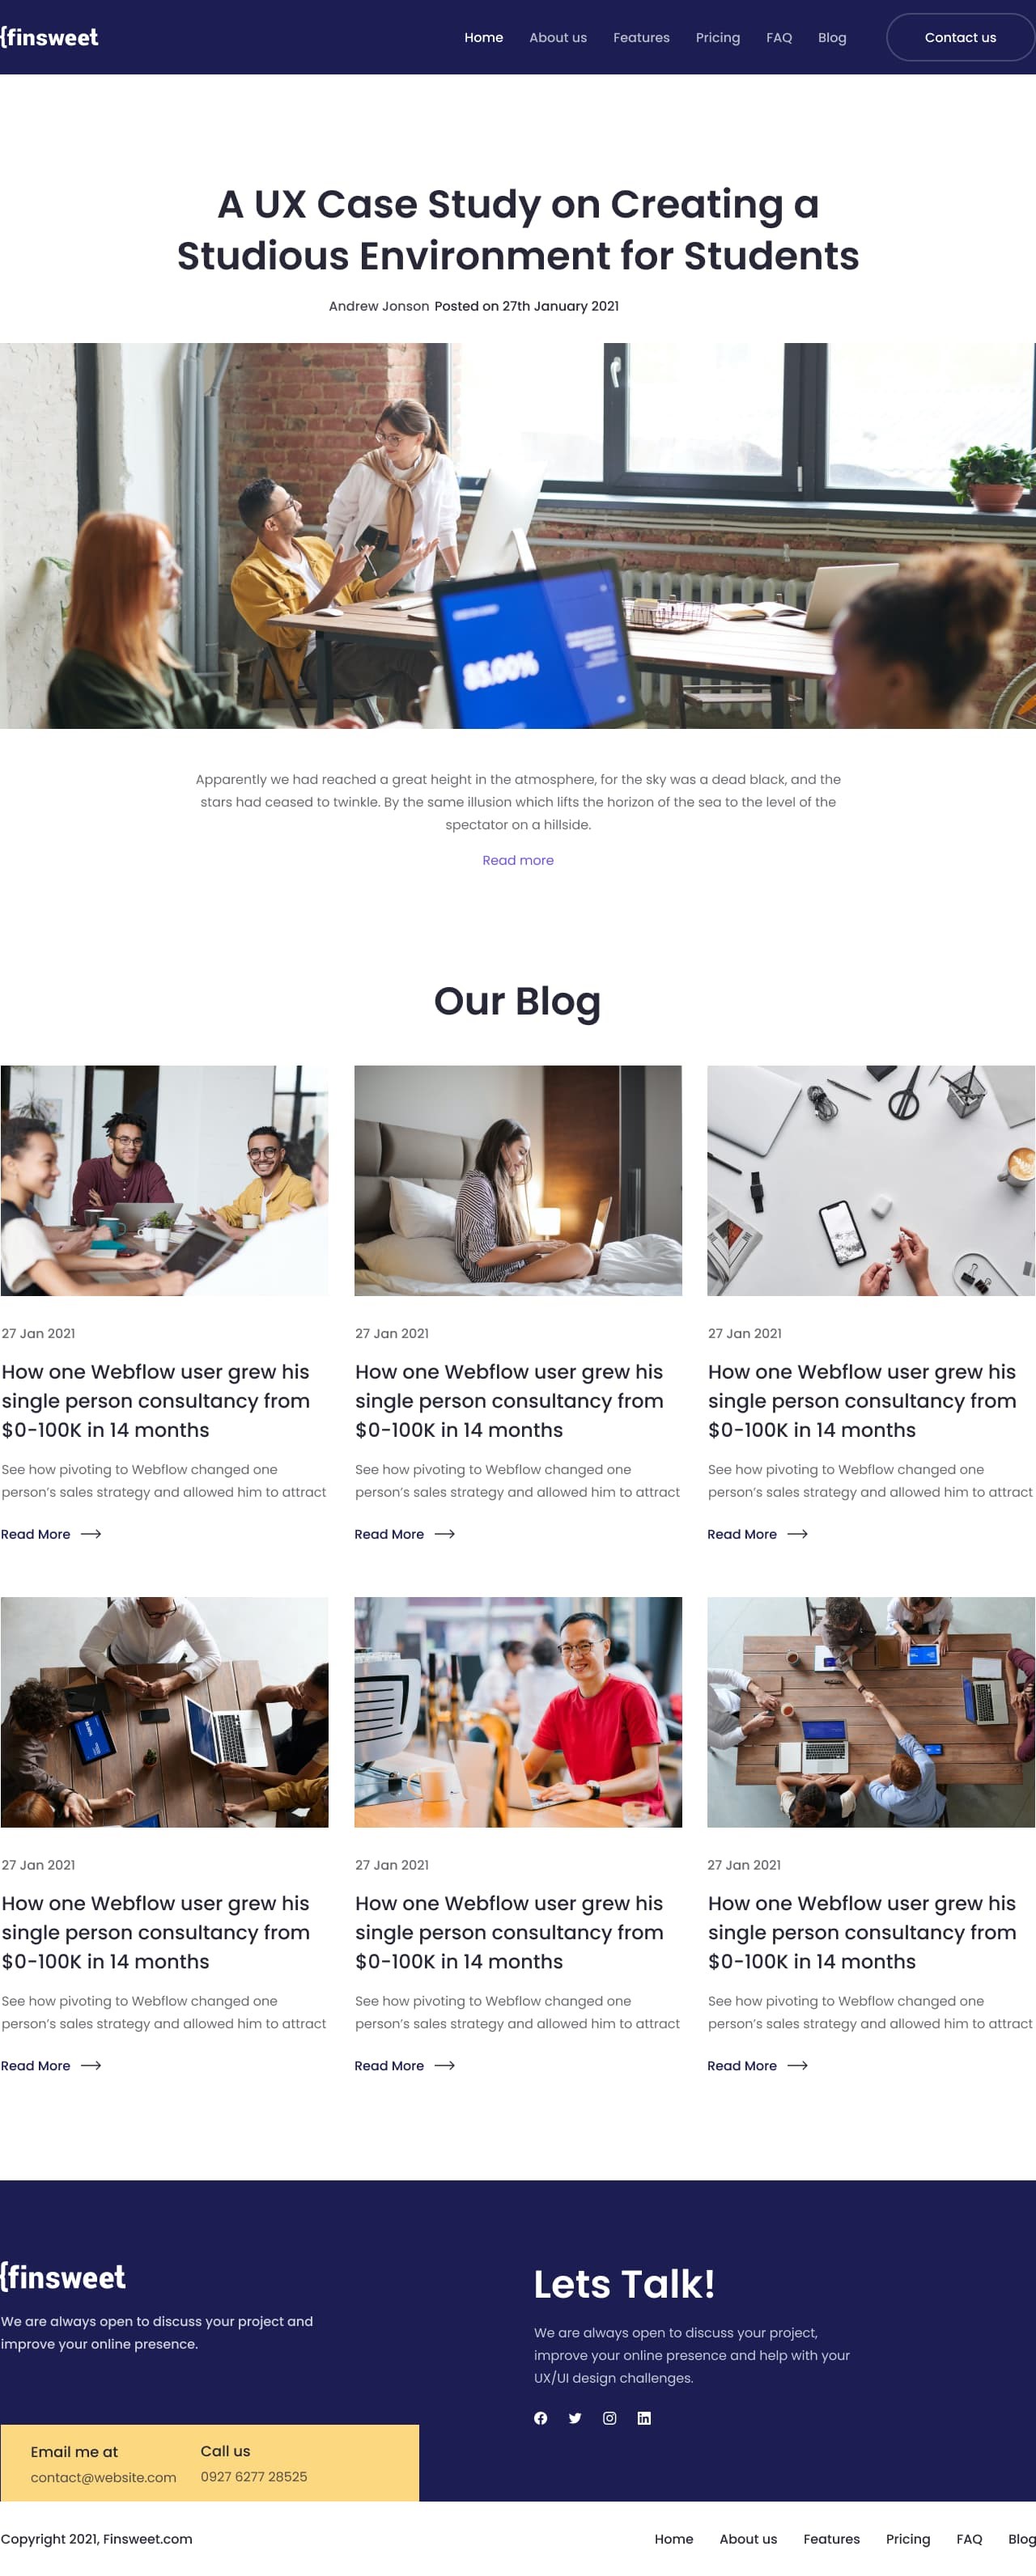 {finsweet
Home About us Features Pricing FAQ Blog Contact us
A UX Case Study on Creating a
Studious Environment for Students
Andrew Jonson Posted on 27th January 2021
85.00%
Apparently we had reached a great height in the atmosphere, for the sky was a dead black, and the
stars had ceased to twinkle. By the same illusion which lifts the horizon of the sea to the level of the
spectator on a hillside.
Read more
Our Blog
27 Jan 2021
How one Webflow user grew his
single person consultancy from
$0-100K in 14 months
See how pivoting to Webflow changed one
person’s sales strategy and allowed him to attract
Read More
27 Jan 2021
How one Webflow user grew his
single person consultancy from
$0-100K in 14 months
See how pivoting to Webflow changed one
person’s sales strategy and allowed him to attract
Read More
27 Jan 2021
How one Webflow user grew his
single person consultancy from
$0-100K in 14 months
See how pivoting to Webflow changed one
person’s sales strategy and allowed him to attract
Read More
27 Jan 2021
How one Webflow user grew his
single person consultancy from
$0-100K in 14 months
See how pivoting to Webflow changed one
person’s sales strategy and allowed him to attract
Read More
27 Jan 2021
How one Webflow user grew his
single person consultancy from
$0-100K in 14 months
See how pivoting to Webflow changed one
person’s sales strategy and allowed him to attract
Read More
27 Jan 2021
How one Webflow user grew his
single person consultancy from
$0-100K in 14 months
See how pivoting to Webflow changed one
person’s sales strategy and allowed him to attract
Read More
{finsweet
We are always open to discuss your project and
improve your online presence.
Email me at
contact@website.com
Call us
0927 6277 28525
Lets Talk!
We are always open to discuss your project,
improve your online presence and help with your
UX/UI design challenges.
Copyright 2021, Finsweet.com
Home About us Features Pricing FAQ Blog